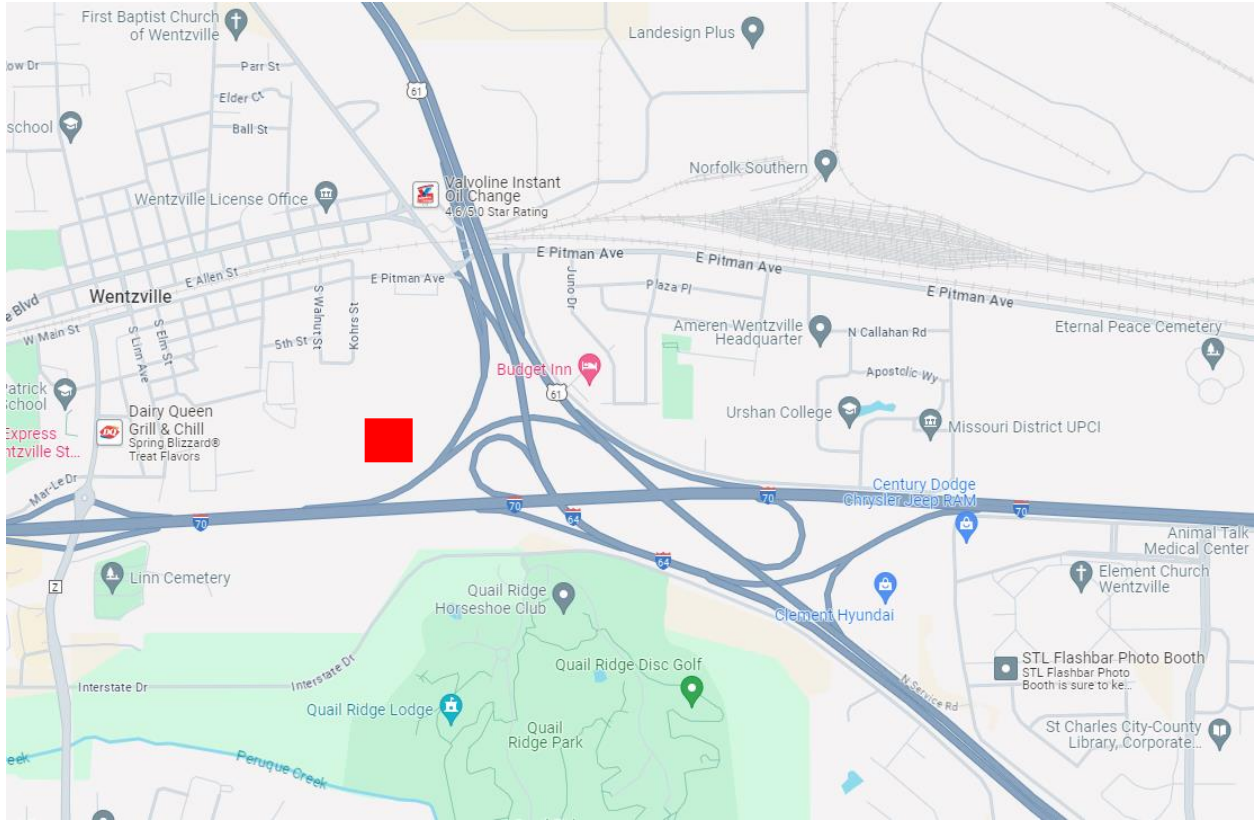 First Baptist Church
of Wentzville
Landesign Plus
ow Dr
Parr St
61
Elder Ct
Ball St
school
Norfolk Southern
Valvoline Instant
Oil Change
4.6/5.0 Star Rating
Wentzville License Office
E Pitman Ave
E Pitman Ave
E Pitman Ave
E Pitman Ave
E Allen St
Juno Dr
Plaza Pl
Wentzville
e Blvd
W Main St
S Linn Ave
S Elm St
S Walnut St
Kohrs St
5th St
Ameren Wentzville
Headquarter
N Callahan Rd
Eternal Peace Cemetery
Apostolic Wy
Budget Inn
61
Urshan College
Missouri District UPCI
Patrick
School
Dairy Queen
Grill & Chill
Spring Blizzard®
Treat Flavors
DQ
Express
ntzville St...
Mar-Le Dr
Century Dodge
Chrysler Jeep RAM
70
70
70
70
64
64
Animal Talk
Medical Center
Linn Cemetery
Z
Quail Ridge
Horseshoe Club
Element Church
Wentzville
Clement Hyundai
Interstate Dr
Interstate Dr
Quail Ridge Disc Golf
STL Flashbar Photo Booth
STL Flashbar Photo
Booth is sure to ke...
N Service Rd
Quail Ridge Lodge
Quail
Ridge Park
St Charles City-County
Library, Corporate...
eek
Peruque Creek